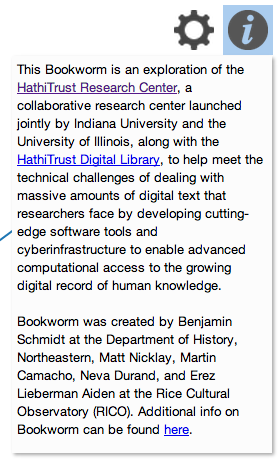 This Bookworm is an exploration of the
HathiTrust Research Center, a
collaborative research center launched
jointly by Indiana University and the
University of Illinois, along with the
HathiTrust Digital Library, to help meet the
technical challenges of dealing with
massive amounts of digital text that
researchers face by developing cutting-
edge software tools and
cyberinfrastructure to enable advanced
computational access to the growing
digital record of human knowledge.

Bookworm was created by Benjamin
Schmidt at the Department of History,
Northeastern, Matt Nicklay, Martin
Camacho, Neva Durand, and Erez
Lieberman Aiden at the Rice Cultural
Observatory (RICO). Additional info on
Bookworm can be found here.